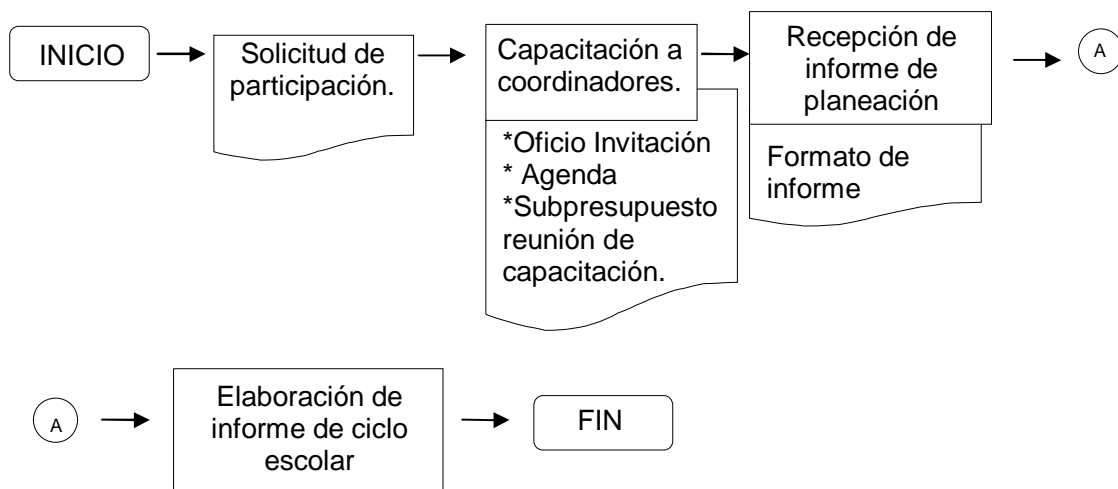 INICIO
Solicitud de
participación.
Capacitación a
coordinadores.
*Oficio Invitación
* Agenda
*Subpresupuesto
reunión de
capacitación.
Recepción de
informe de
planeación
Formato de
informe
A
A
Elaboración de
informe de ciclo
escolar
FIN